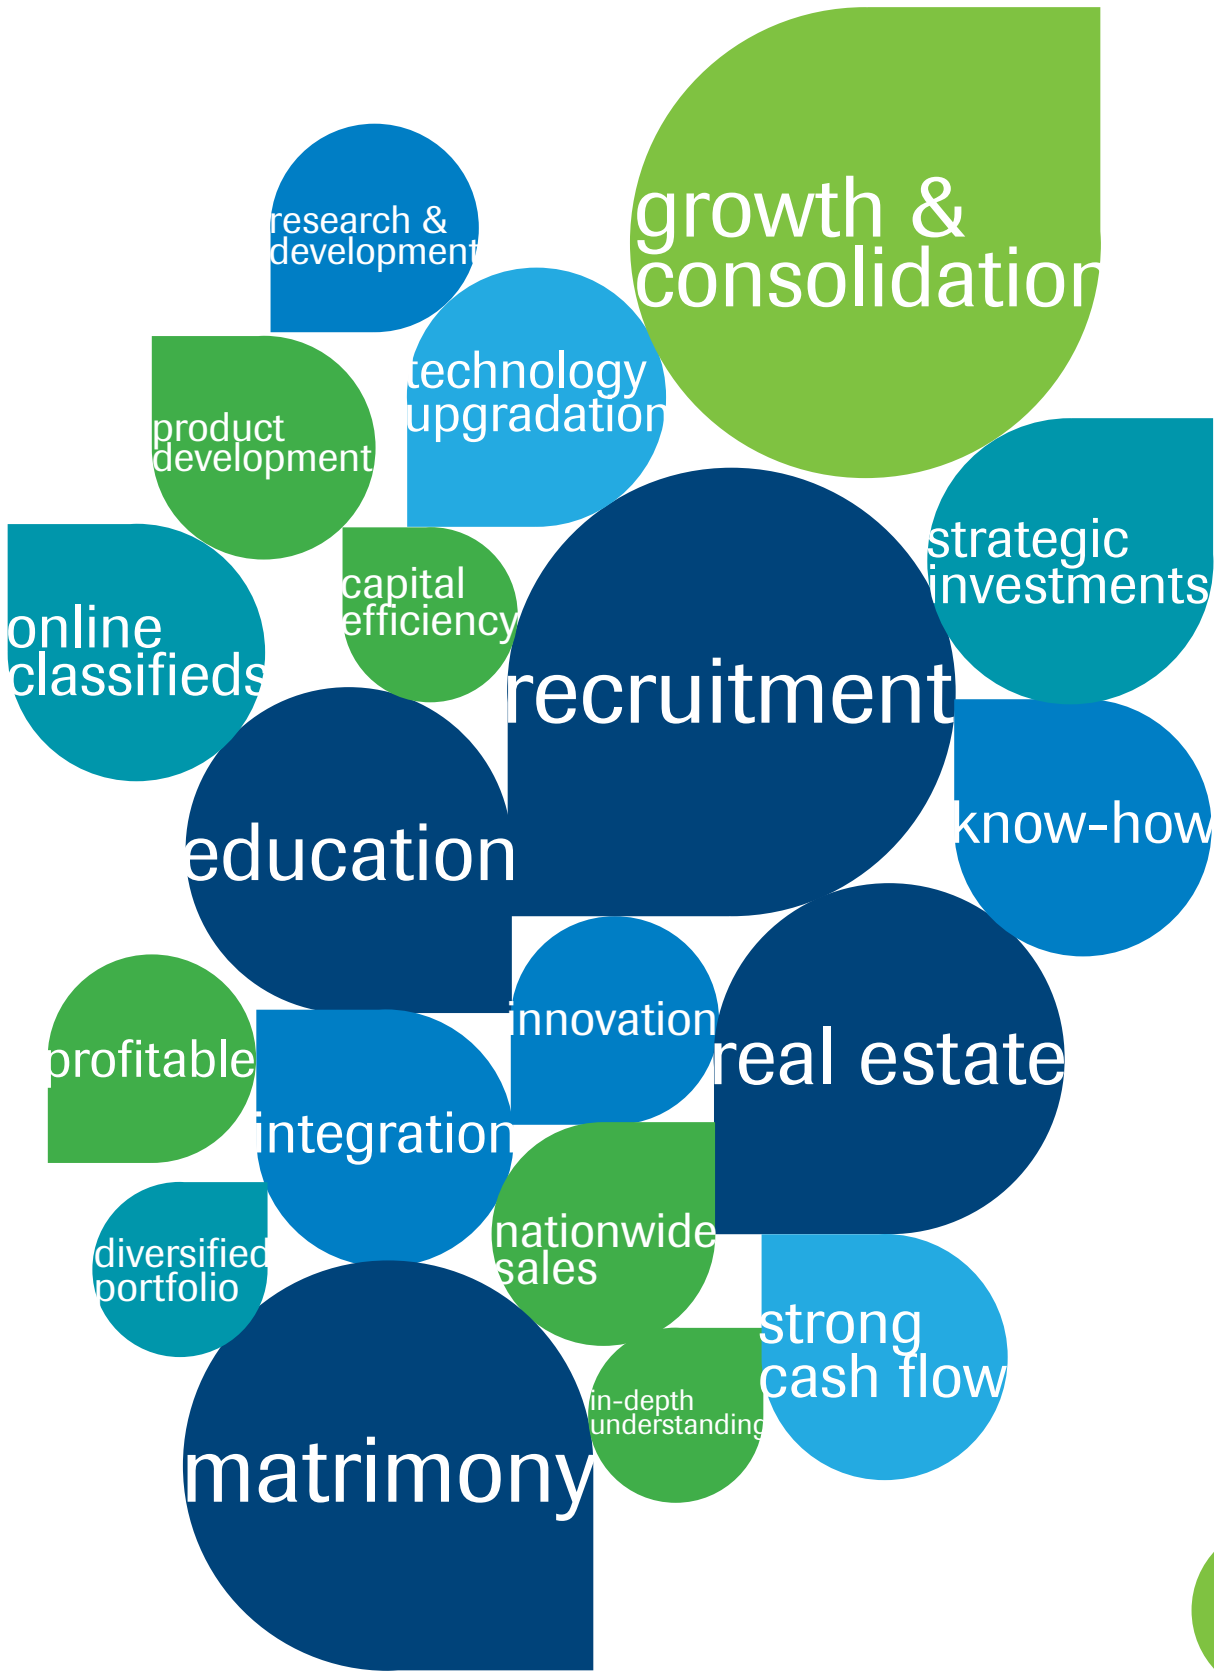 growth &
consolidation
research &
development
technology
upgradation
product
development
strategic
investments
capital
efficiency
online
classifieds
recruitment
know-how
education
innovation
real estate
profitable
integration
nationwide
sales
diversified
portfolio
strong
cash flow
in-depth
understanding
matrimony